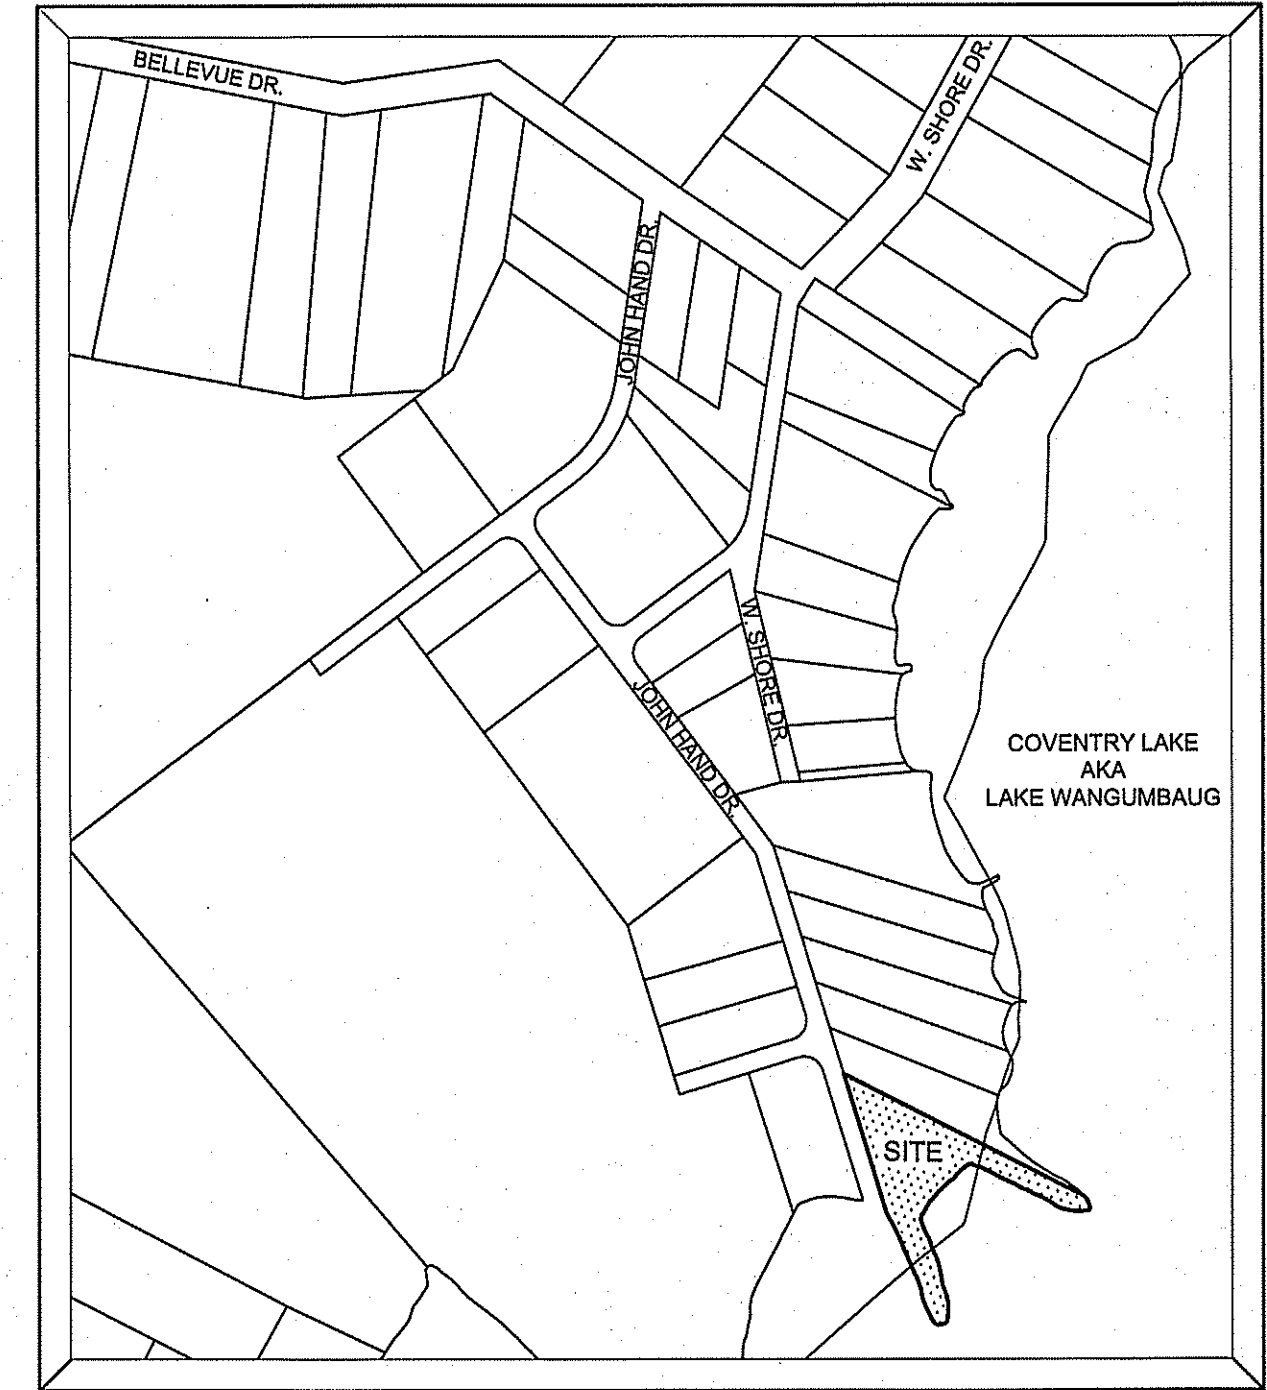 BELLEVUE DR.
W. SHORE DR.
JOHN HAND DR.
W. SHORE DR.
JOHN HAND DR.
COVENTRY LAKE
AKA
LAKE WANGUMBAUG
SITE